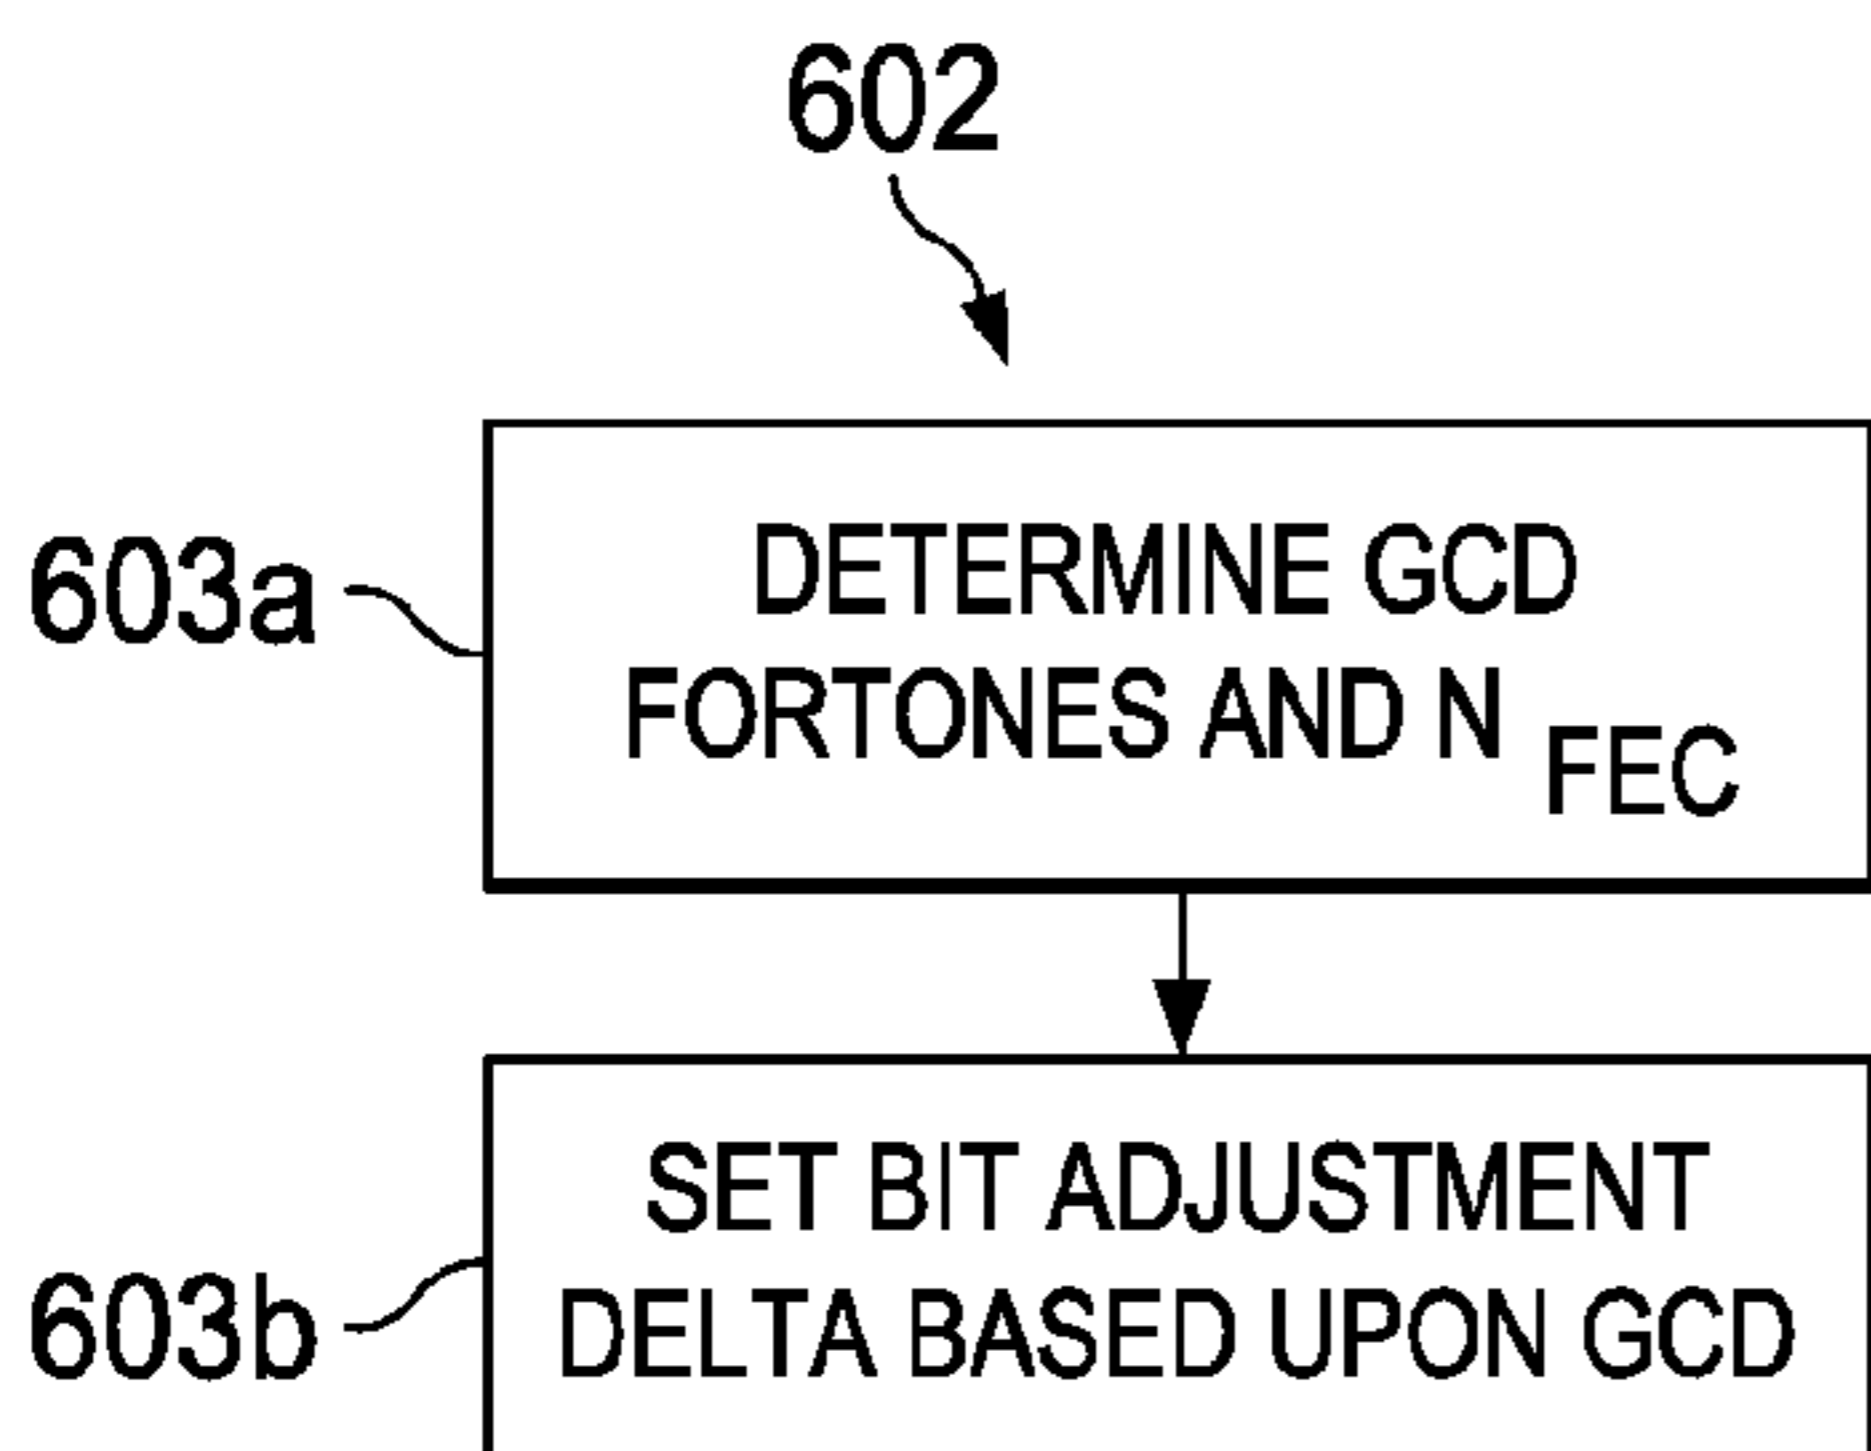 602
603a
DETERMINE GCD
FORTONES AND N FEC
603b
SET BIT ADJUSTMENT
DELTA BASED UPON GCD